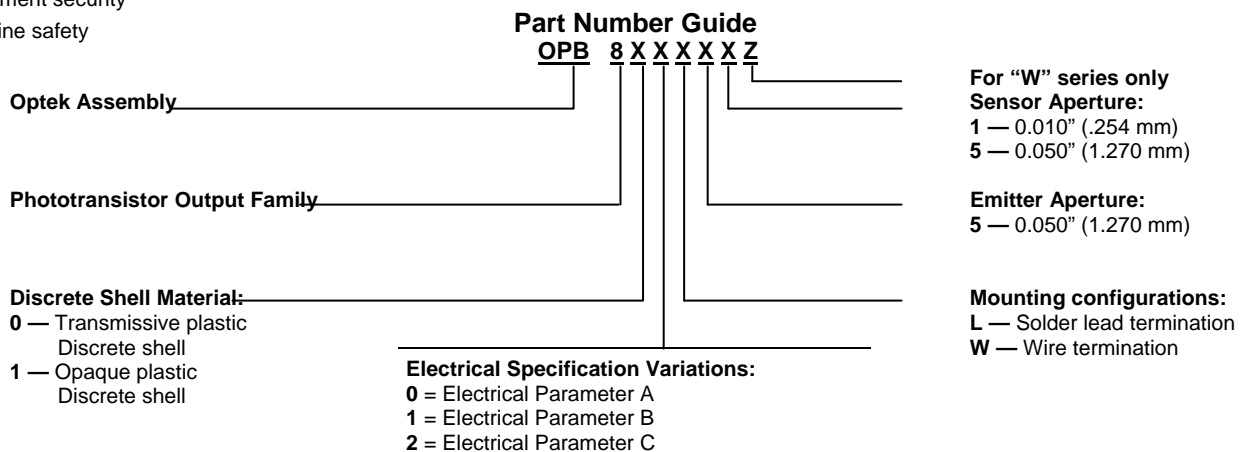 ment security
ine safety
Part Number Guide
OPB 8 X X X X X Z
For “W” series only
Optek Assembly
Sensor Aperture:
1 — 0.010” (.254 mm)
5 — 0.050” (1.270 mm)
Phototransistor Output Family
Emitter Aperture:
5 — 0.050” (1.270 mm)
Discrete Shell Material:
0 — Transmissive plastic
Discrete shell
1 — Opaque plastic
Discrete shell
Mounting configurations:
L — Solder lead termination
W — Wire termination
Electrical Specification Variations:
0 = Electrical Parameter A
1 = Electrical Parameter B
2 = Electrical Parameter C